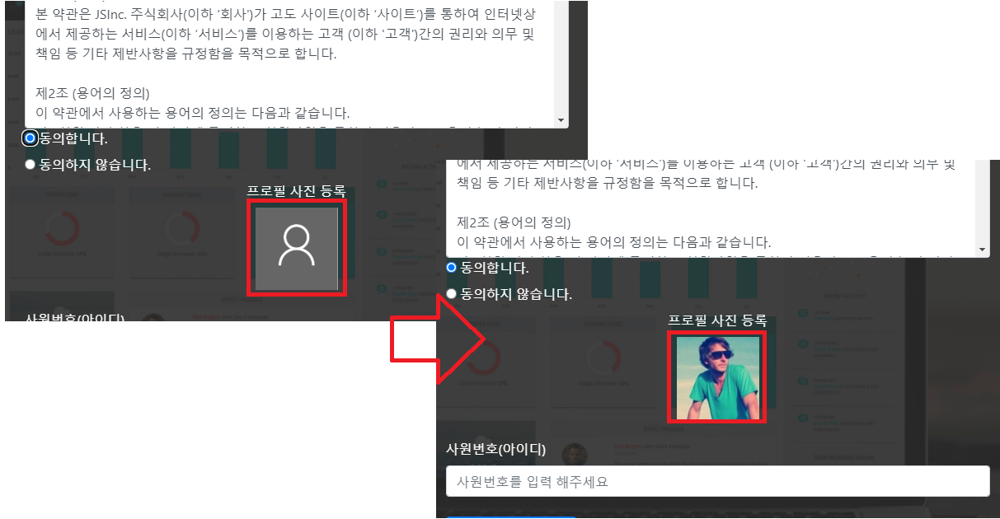 본 약관은 JSInc. 주식회사(이하 '회사')가 고도 사이트(이하 ‘사이트’)를 통하여 인터넷상
에서 제공하는 서비스(이하 ‘서비스’)를 이용하는 고객 (이하 '고객')간의 권리와 의무 및
책임 등 기타 제반사항을 규정함을 목적으로 합니다.
제2조 (용어의 정의)
이 약관에서 사용하는 용어의 정의는 다음과 같습니다.
동의합니다.
동의하지 않습니다.
프로필 사진 등록
사원번호(아이디)
에서 제공하는 서비스(이하 ‘서비스’)를 이용하는 고객 (이하 '고객')간의 권리와 의무 및
책임 등 기타 제반사항을 규정함을 목적으로 합니다.
제2조 (용어의 정의)
이 약관에서 사용하는 용어의 정의는 다음과 같습니다.
동의합니다.
동의하지 않습니다.
프로필 사진 등록
사원번호(아이디)
사원번호를 입력 해주세요